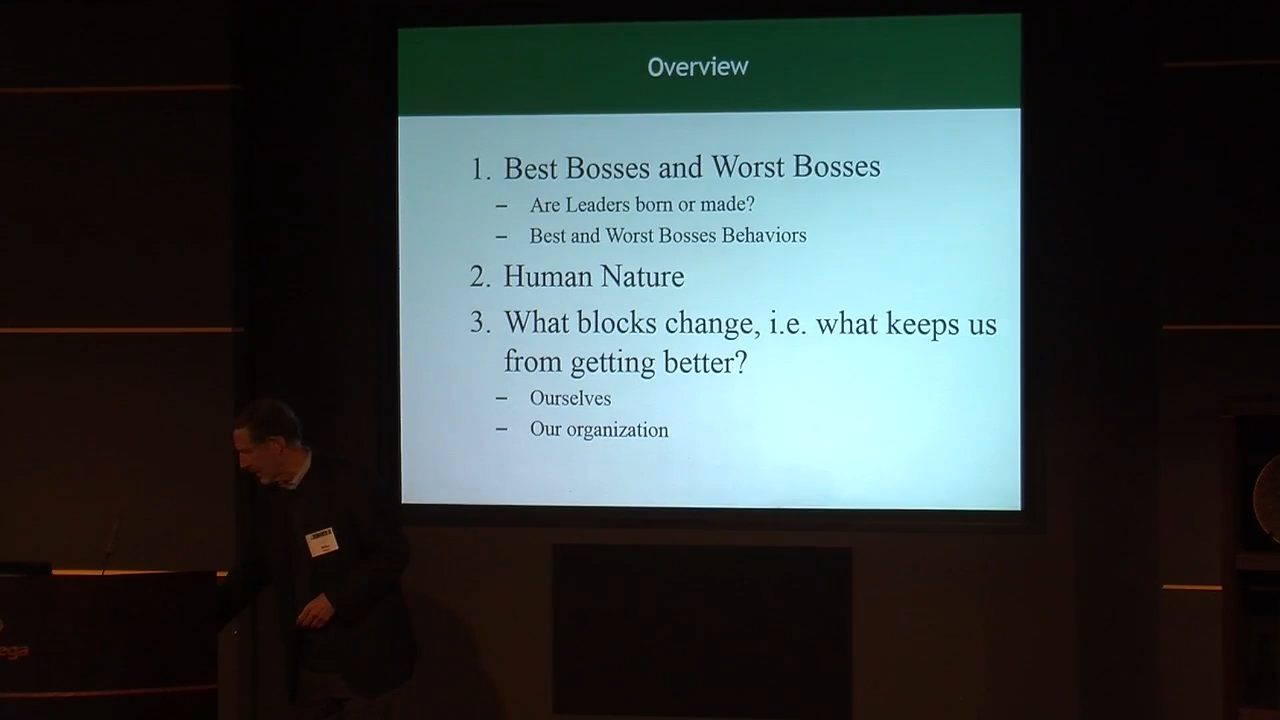 Overview
1. Best Bosses and Worst Bosses
– Are Leaders born or made?
– Best and Worst Bosses Behaviors
2. Human Nature
3. What blocks change, i.e. what keeps us
from getting better?
– Ourselves
– Our organization
ega